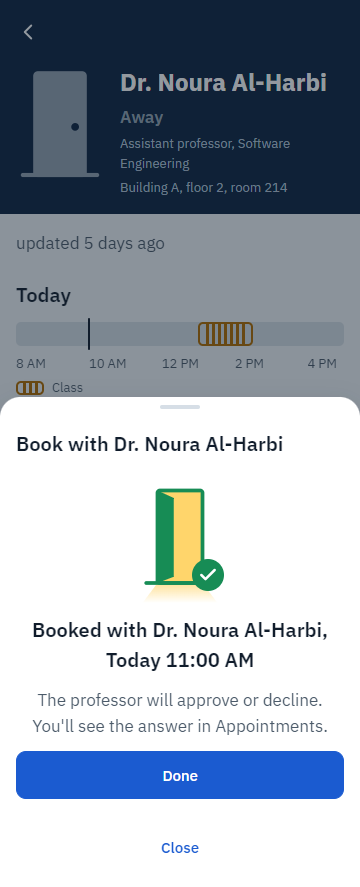 Dr. Noura Al-Harbi
Away
Assistant professor, Software
Engineering
Building A, floor 2, room 214
updated 5 days ago
Today
8 AM 10 AM 12 PM 2 PM 4 PM
Class
Book with Dr. Noura Al-Harbi
Booked with Dr. Noura Al-Harbi,
Today 11:00 AM
The professor will approve or decline.
You'll see the answer in Appointments.
Done
Close